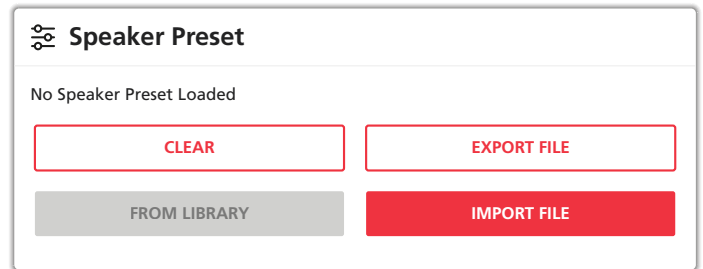 Speaker Preset
No Speaker Preset Loaded
CLEAR
EXPORT FILE
FROM LIBRARY
IMPORT FILE